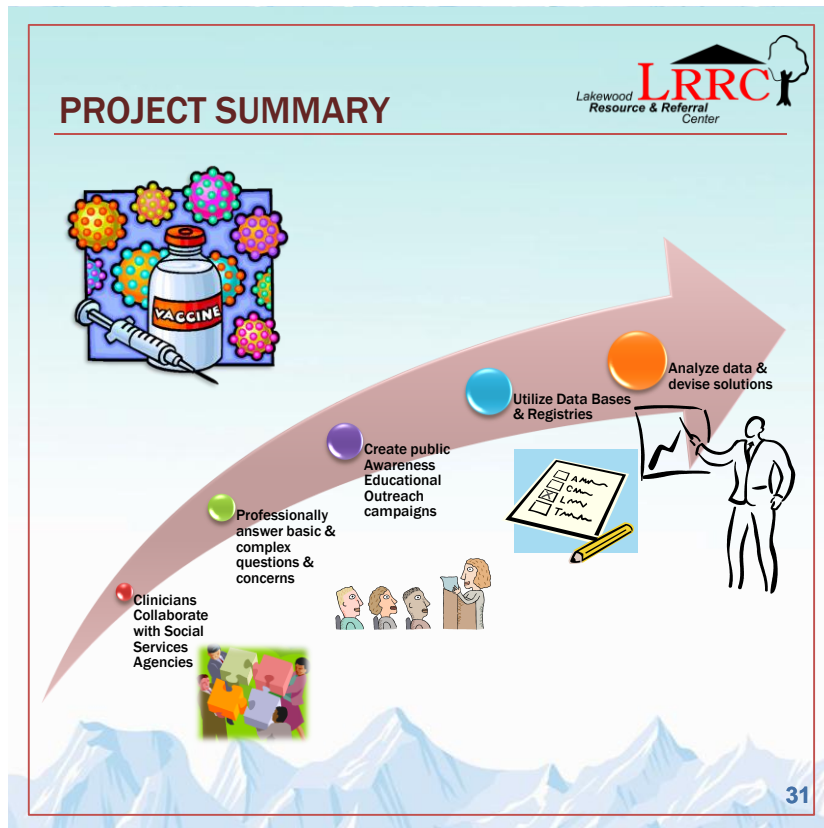 PROJECT SUMMARY
Lakewood
LRRC
Resource & Referral
Center
VACCINE
Analyze data &
devise solutions
Utilize Data Bases
& Registries
Create public
Awareness
Educational
Outreach
campaigns
Professionally
answer basic &
complex
questions &
concerns
Clinicians
Collaborate
with Social
Services
Agencies
A
C
L
T
31